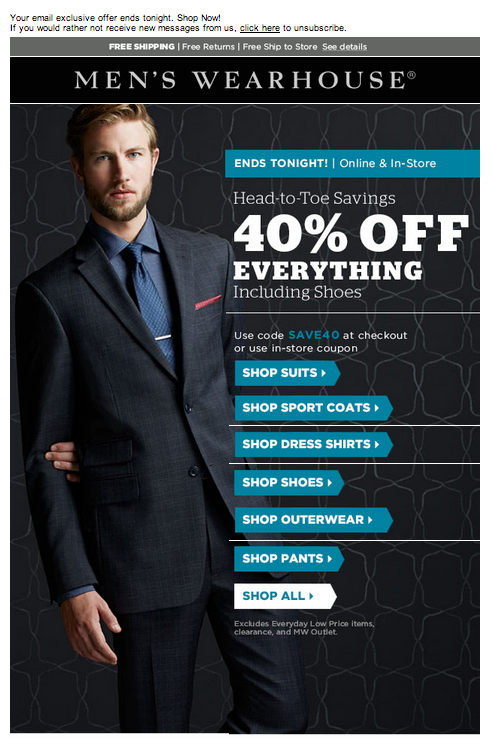 Your email exclusive offer ends tonight. Shop Now!
If you would rather not receive new messages from us, click here to unsubscribe.
FREE SHIPPING | Free Returns | Free Ship to Store See details
MEN'S WEARHOUSE®
ENDS TONIGHT! | Online & In-Store
Head-to-Toe Savings
40% OFF
EVERYTHING
Including Shoes
Use code SAVE40 at checkout
or use in-store coupon
SHOP SUITS
SHOP SPORT COATS
SHOP DRESS SHIRTS
SHOP SHOES
SHOP OUTERWEAR
SHOP PANTS
SHOP ALL
Excludes Everyday Low Price items,
clearance, and MW Outlet.